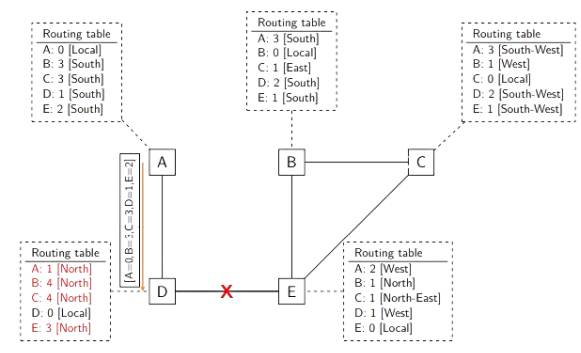 Routing table
A: 0 [Local]
B: 3 [South]
C: 3 [South]
D: 1 [South]
E: 2 [South]
Routing table
A: 3 [South]
B: 0 [Local]
C: 1 [East]
D: 2 [South]
E: 1 [South]
Routing table
A: 3 [South-West]
B: 1 [West]
C: 0 [Local]
D: 2 [South-West]
E: 1 [South-West]
A
B
C
[A=0,B=3,C=3,D=1,E=2]
Routing table
A: 1 [North]
B: 4 [North]
C: 4 [North]
D: 0 [Local]
E: 3 [North]
D
X
E
Routing table
A: 2 [West]
B: 1 [North]
C: 1 [North-East]
D: 1 [West]
E: 0 [Local]